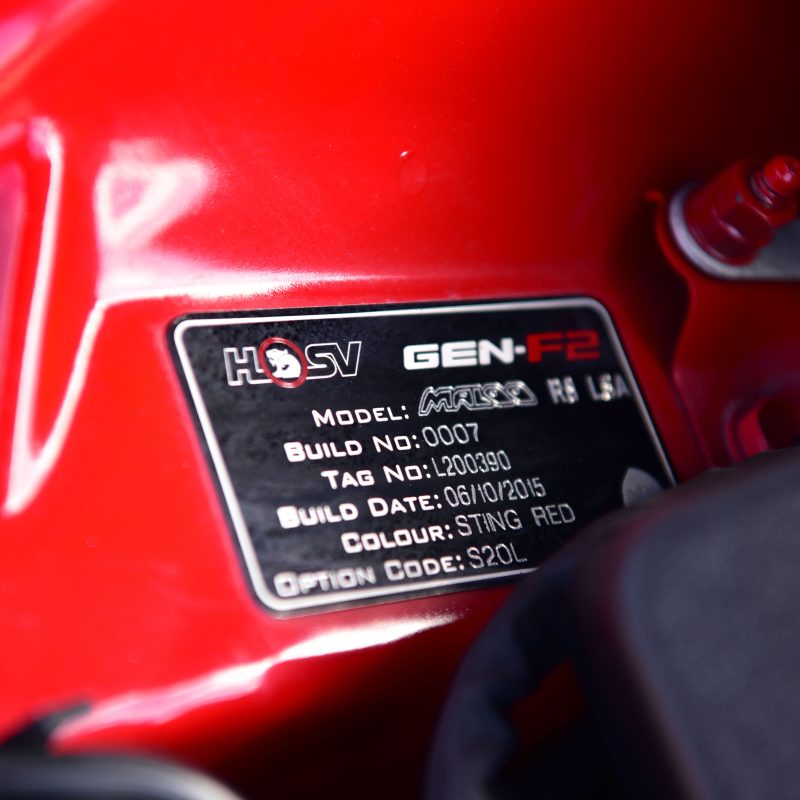 HSV GEN-F2
MODEL: MALOO R8 LSA
BUILD NO: 0007
TAG NO: L200390
BUILD DATE: 06/10/2015
COLOUR: STING RED
OPTION CODE: S20L